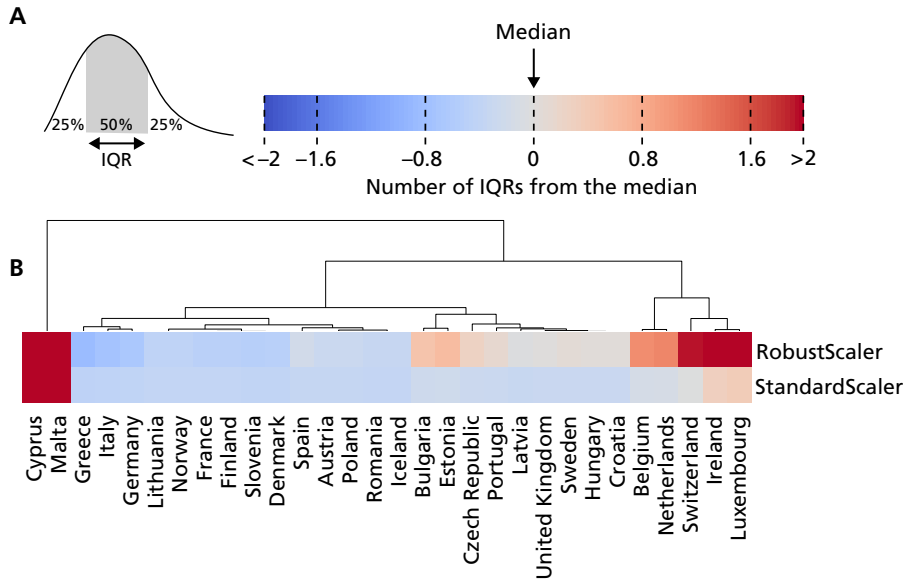 A
Median
25% 50% 25%
IQR
<−2 −1.6 −0.8 0 0.8 1.6 >2
Number of IQRs from the median
B
RobustScaler
StandardScaler
Cyprus
Malta
Greece
Italy
Germany
Lithuania
Norway
France
Finland
Slovenia
Denmark
Spain
Austria
Poland
Romania
Iceland
Bulgaria
Estonia
Czech Republic
Portugal
Latvia
United Kingdom
Sweden
Hungary
Croatia
Belgium
Netherlands
Switzerland
Ireland
Luxembourg